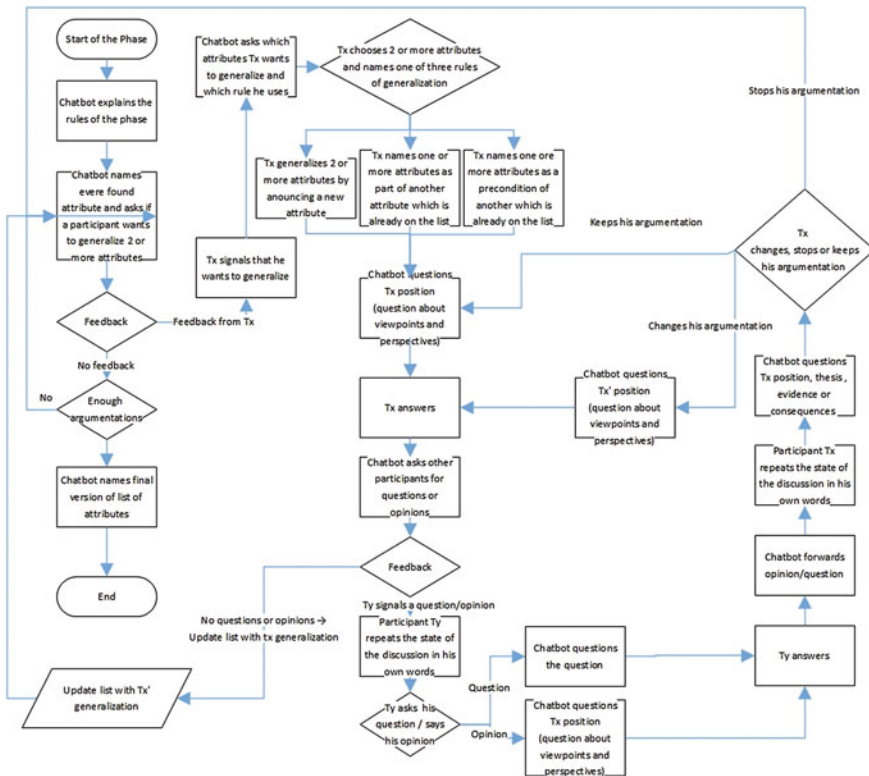 Start of the Phase
Chatbot explains the
rules of the phase
Chatbot names
evere found
attribute and asks if
a participant wants
to generalize 2 or
more attributes
Feedback
Feedback from Tx
No feedback
No
Enough
argumentations
Chatbot names final
version of list of
attributes
End
Tx signals that he
wants to generalize
Chatbot asks which
attributes Tx wants
to generalize and
which rule he uses
Tx chooses 2 or more attributes
and names one of three rules
of generalization
Tx generalizes 2 or
more attirbutes by
anouncing a new
attribute
Tx names one or
more attributes as
part of another
attribute which is
already on the list
Tx names one ore
more attributes as a
precondition of
another which is
already on the list
Chatbot questions
Tx position
(question about
viewpoints and
perspectives)
Tx answers
Chatbot asks other
participants for
questions or
opinions
Feedback
No questions or opinions →
Update list with tx generalization
Update list with Tx'
generalization
Ty signals a question/opinion
Participant Ty
repeats the state of
the discussion in his
own words
Ty asks his
question / says
his opinion
Question
Opinion
Chatbot questions
the question
Chatbot questions
Tx position
(question about
viewpoints and
perspectives)
Ty answers
Chatbot forwards
opinion/question
Participant Tx
repeats the state of
the discussion in his
own words
Chatbot questions
Tx position, thesis ,
evidence or
consequences
Tx
changes, stops or keeps
his argumentation
Stops his argumentation
Keeps his argumentation
Changes his argumentation
Chatbot questions
Tx' position
(question about
viewpoints and
perspectives)